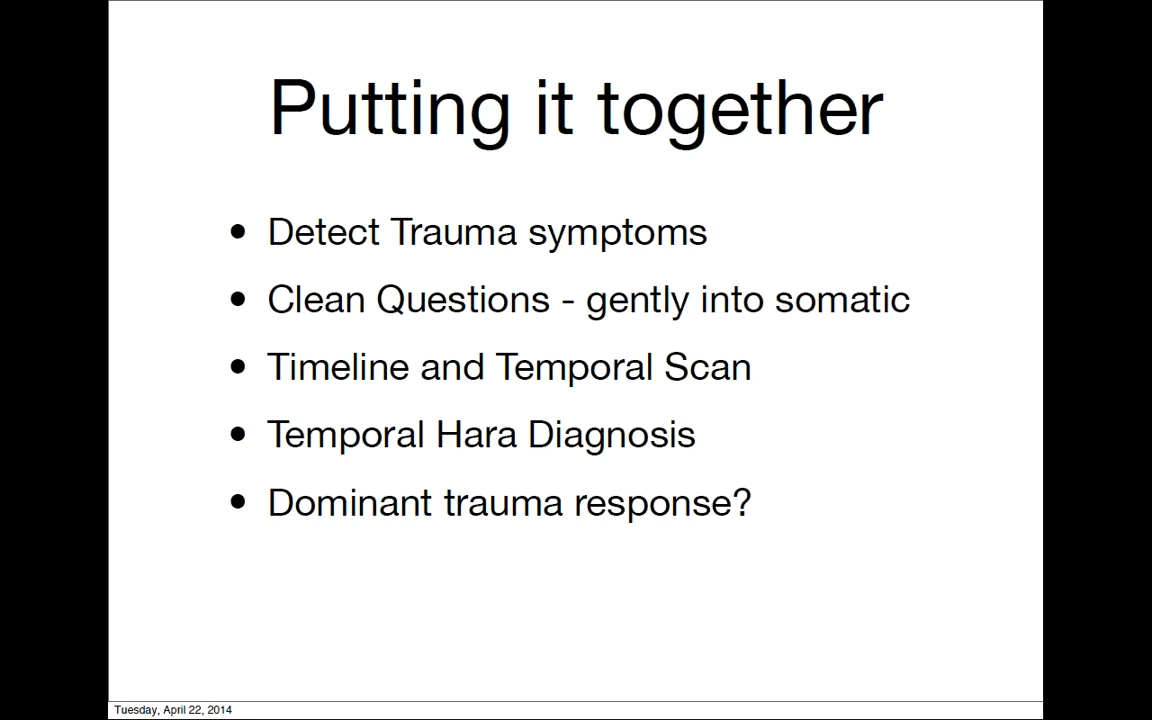 Putting it together
• Detect Trauma symptoms
• Clean Questions - gently into somatic
• Timeline and Temporal Scan
• Temporal Hara Diagnosis
• Dominant trauma response?
Tuesday, April 22, 2014